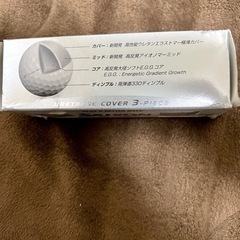 カバー：新開発 高性能ウレタンエラストマー極薄カバー
ミッド：新開発 高反発アイオノマーミッド
コア：高反発大径ソフトE.G.G.コア
E.G.G. : Energetic Gradient Growth
ディンプル：飛弾道330ディンプル
COVER 3-PIECE